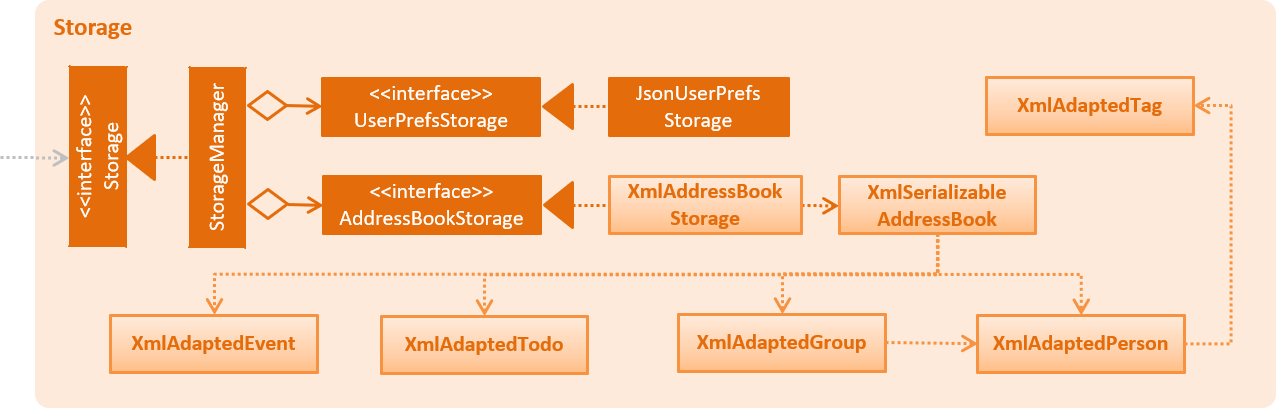 Storage
<<interface>>
Storage
StorageManager
<<interface>>
UserPrefsStorage
JsonUserPrefs
Storage
XmlAdaptedTag
<<interface>>
AddressBookStorage
XmlAddressBook
Storage
XmlSerializable
AddressBook
XmlAdaptedEvent
XmlAdaptedTodo
XmlAdaptedGroup
XmlAdaptedPerson